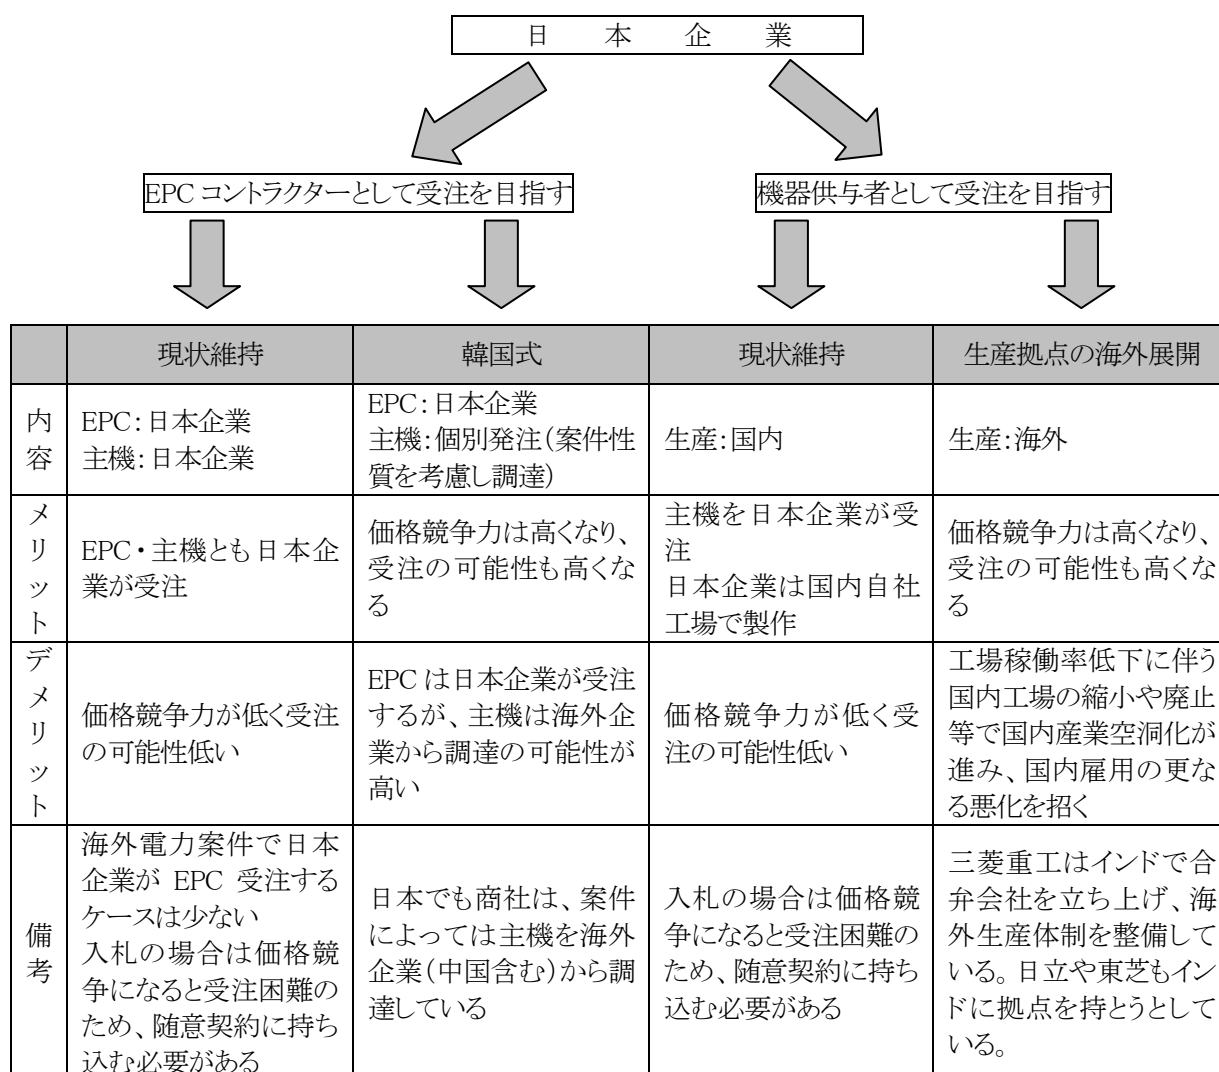 日本企業
EPCコントラクターとして受注を目指す
機器供与者として受注を目指す
現状維持
韓国式
現状維持
生産拠点の海外展開
内容
EPC：日本企業
主機：日本企業
EPC：日本企業
主機：個別発注（案件性
質を考慮し調達）
生産：国内
生産：海外
メリット
EPC・主機とも日本企
業が受注
価格競争力は高くなり、
受注の可能性も高くな
る
主機を日本企業が受
注
日本企業は国内自社
工場で製作
価格競争力は高くなり、
受注の可能性も高くな
る
デメリット
価格競争力が低く受注
の可能性低い
EPCは日本企業が受注
するが、主機は海外企
業から調達の可能性が
高い
価格競争力が低く受
注の可能性低い
工場稼働率低下に伴う
国内工場の縮小や廃止
等で国内産業空洞化が
進み、国内雇用の更な
る悪化を招く
備考
海外電力案件で日本
企業が EPC 受注する
ケースは少ない
入札の場合は価格競
争になると受注困難の
ため、随意契約に持ち
込む必要がある
日本でも商社は、案件
によっては主機を海外
企業（中国含む）から調
達している
入札の場合は価格競
争になると受注困難の
ため、随意契約に持ち
込む必要がある
三菱重工はインドで合
弁会社を立ち上げ、海
外生産体制を整備して
いる。日立や東芝もイン
ドに拠点を持とうとして
いる。